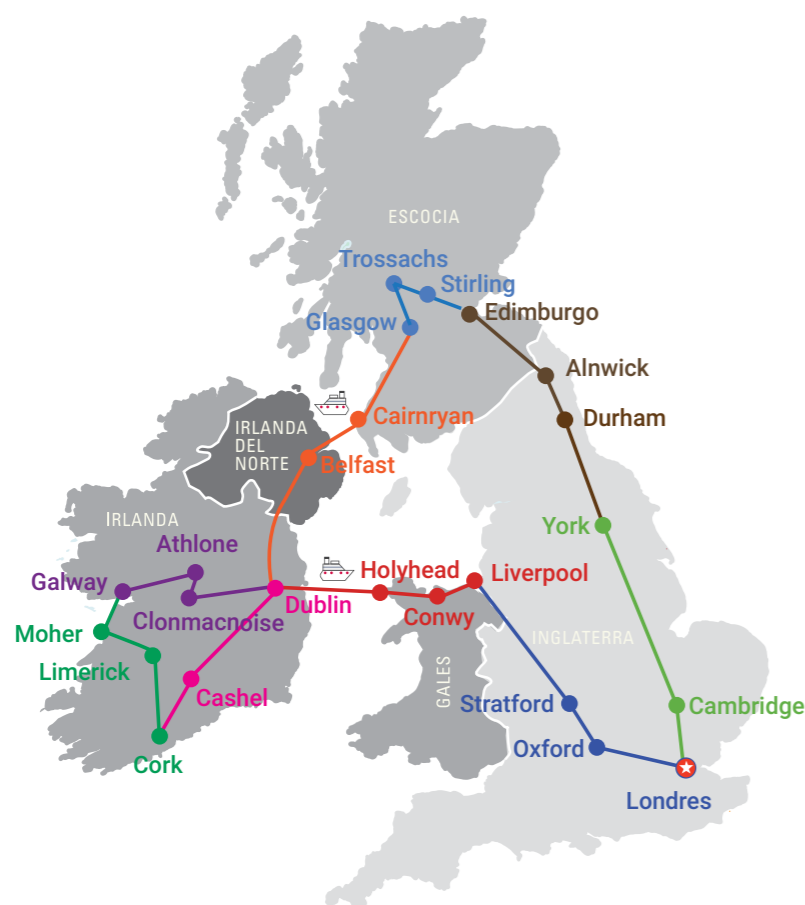 ESCOCIA
Trossachs
Stirling
Edimburgo
Glasgow
Alnwick
Cairnryan
Durham
IRLANDA
DEL
NORTE
Belfast
IRLANDA
York
Athlone
Holyhead
Liverpool
Galway
Dublin
Clonmacnoise
Conwy
Moher
INGLATERRA
Limerick
GALES
Cashel
Stratford
Cambridge
Oxford
Cork
Londres